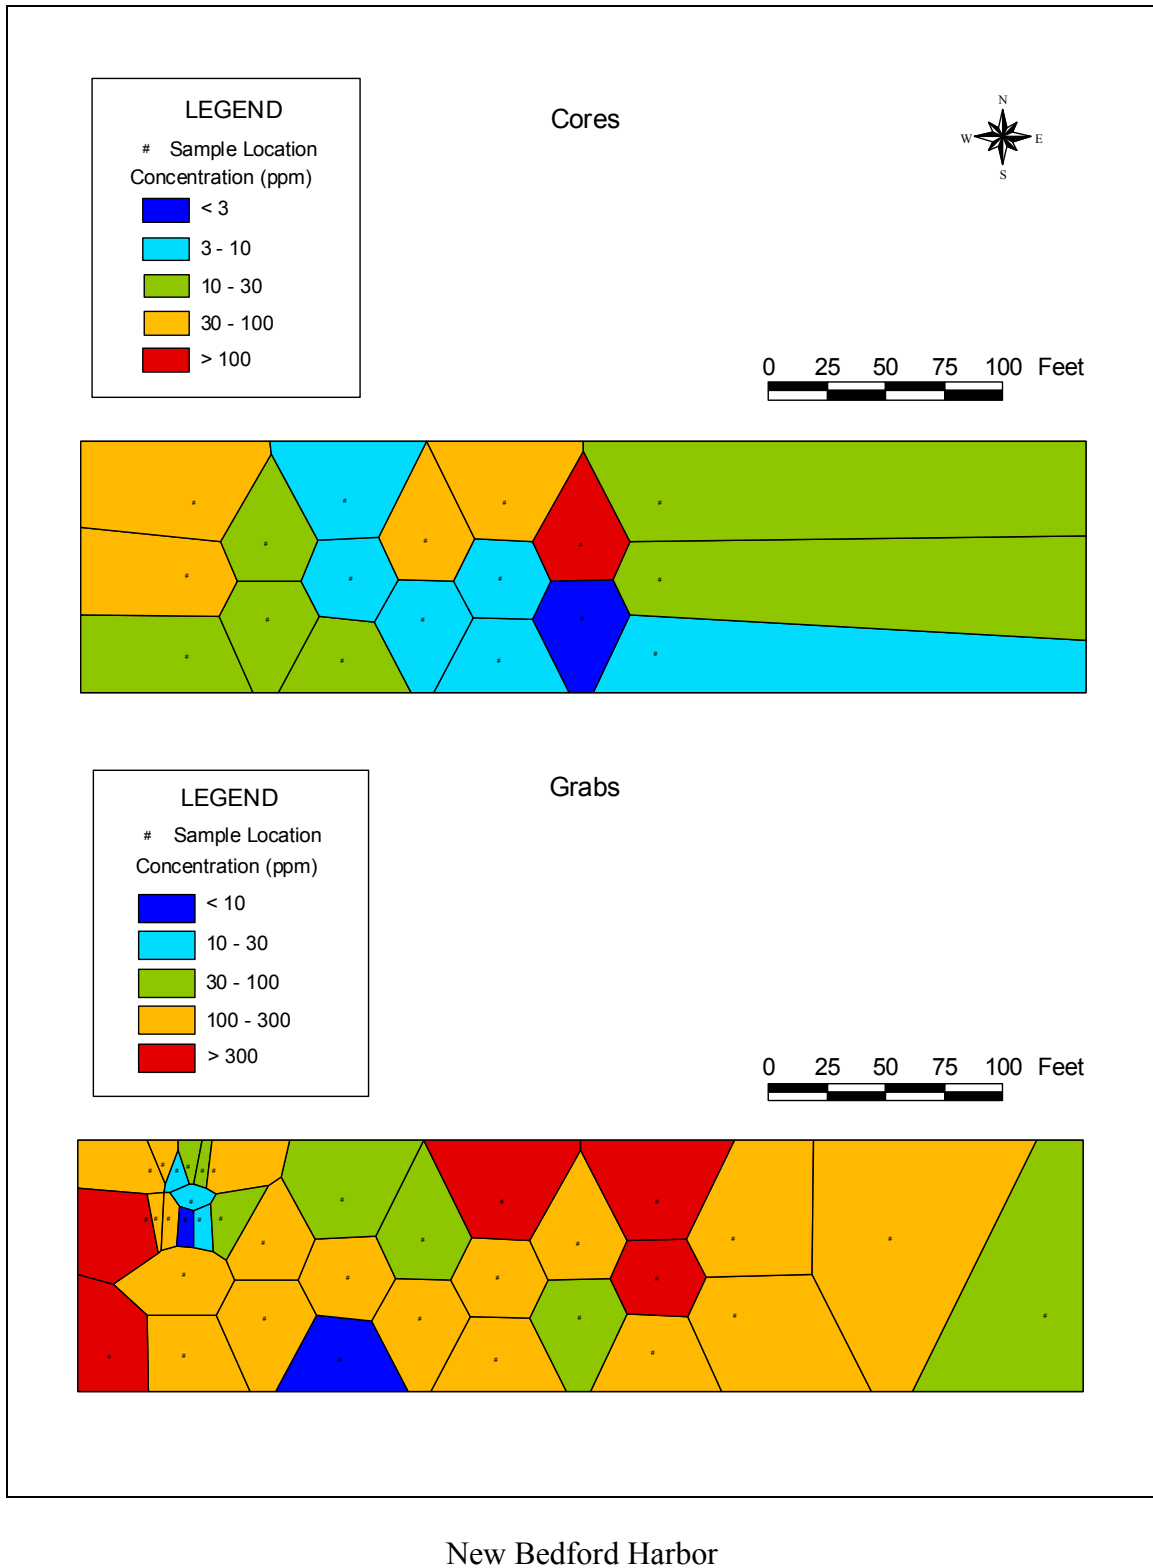 LEGEND
# Sample Location
Concentration (ppm)
< 3
3 - 10
10 - 30
30 - 100
> 100
Cores
N
W E
S
0 25 50 75 100 Feet
LEGEND
# Sample Location
Concentration (ppm)
< 10
10 - 30
30 - 100
100 - 300
> 300
Grabs
0 25 50 75 100 Feet
New Bedford Harbor